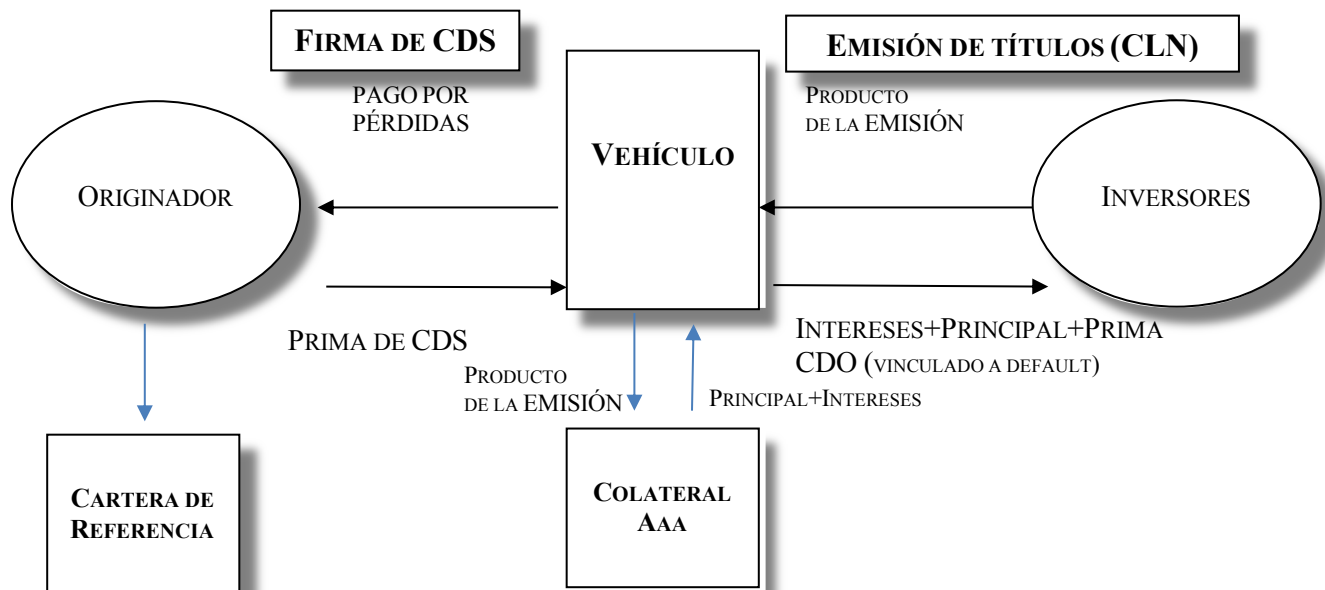 FIRMA DE CDS
EMISIÓN DE TÍTULOS (CLN)
PAGO POR
PÉRDIDAS
PRODUCTO
DE LA EMISIÓN
VEHÍCULO
ORIGINADOR
INVERSORES
PRIMA DE CDS
INTERESES+PRINCIPAL+PRIMA
CDO (VINCULADO A DEFAULT)
PRODUCTO
DE LA EMISIÓN
PRINCIPAL+INTERESES
CARTERA DE
REFERENCIA
COLATERAL
AAA